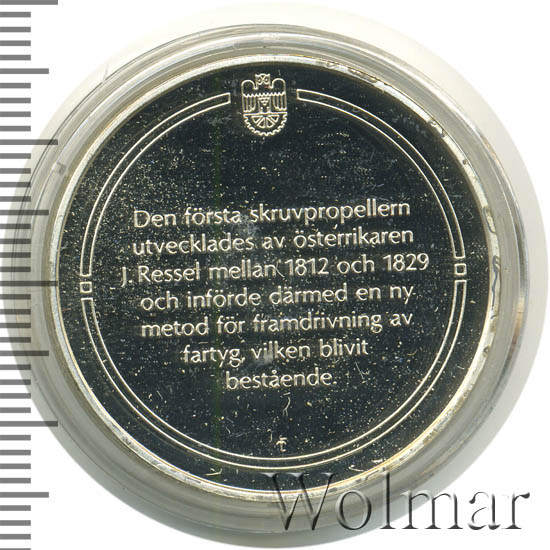 Den första skruvpropellern
utvecklades av österrikaren
J. Ressel mellan 1812 och 1829
och införde därmed en ny
metod för framdrivning av
fartyg, vilken blivit
bestående.
Wolmar